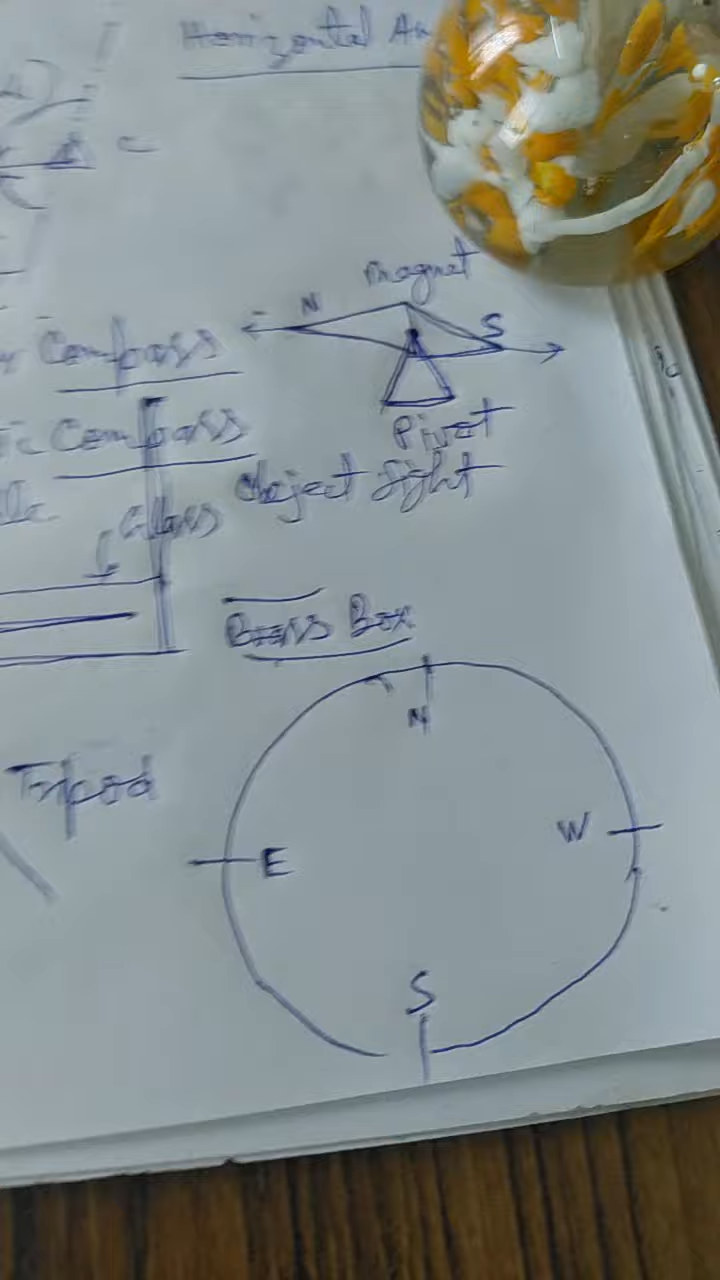 Horizontal
Magnet
N
S
Compass
Pivot
Compass
Object Sight
Glass
Brass Box
N
Tripod
W
E
S